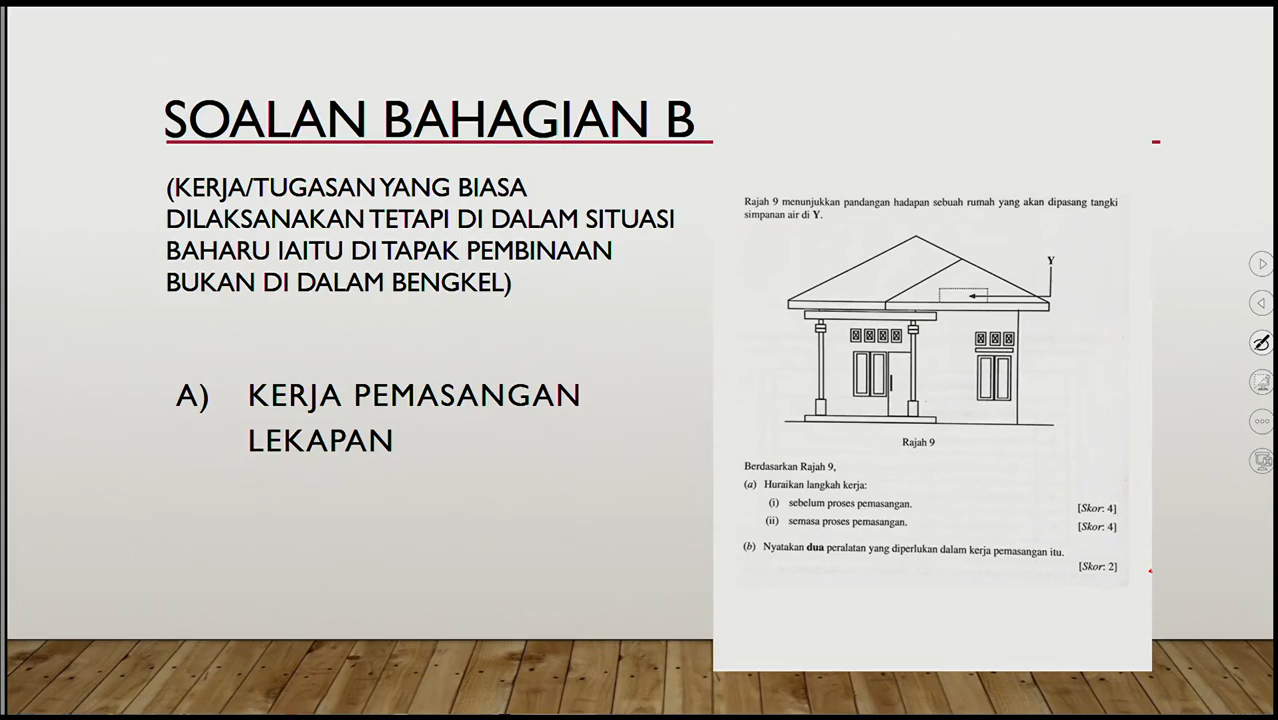 SOALAN BAHAGIAN B
(KERJA/TUGASAN YANG BIASA
DILAKSANAKAN TETAPI DI DALAM SITUASI
BAHARU IAITU DI TAPAK PEMBINAAN
BUKAN DI DALAM BENGKEL)
A) KERJA PEMASANGAN
LEKAPAN
Rajah 9 menunjukkan pandangan hadapan sebuah rumah yang akan dipasang tangki
simpanan air di Y.
Y
Rajah 9
Berdasarkan Rajah 9,
(a) Huraikan langkah kerja:
(i) sebelum proses pemasangan. [Skor: 4]
(ii) semasa proses pemasangan. [Skor: 4]
(b) Nyatakan dua peralatan yang diperlukan dalam kerja pemasangan itu.
[Skor: 2]